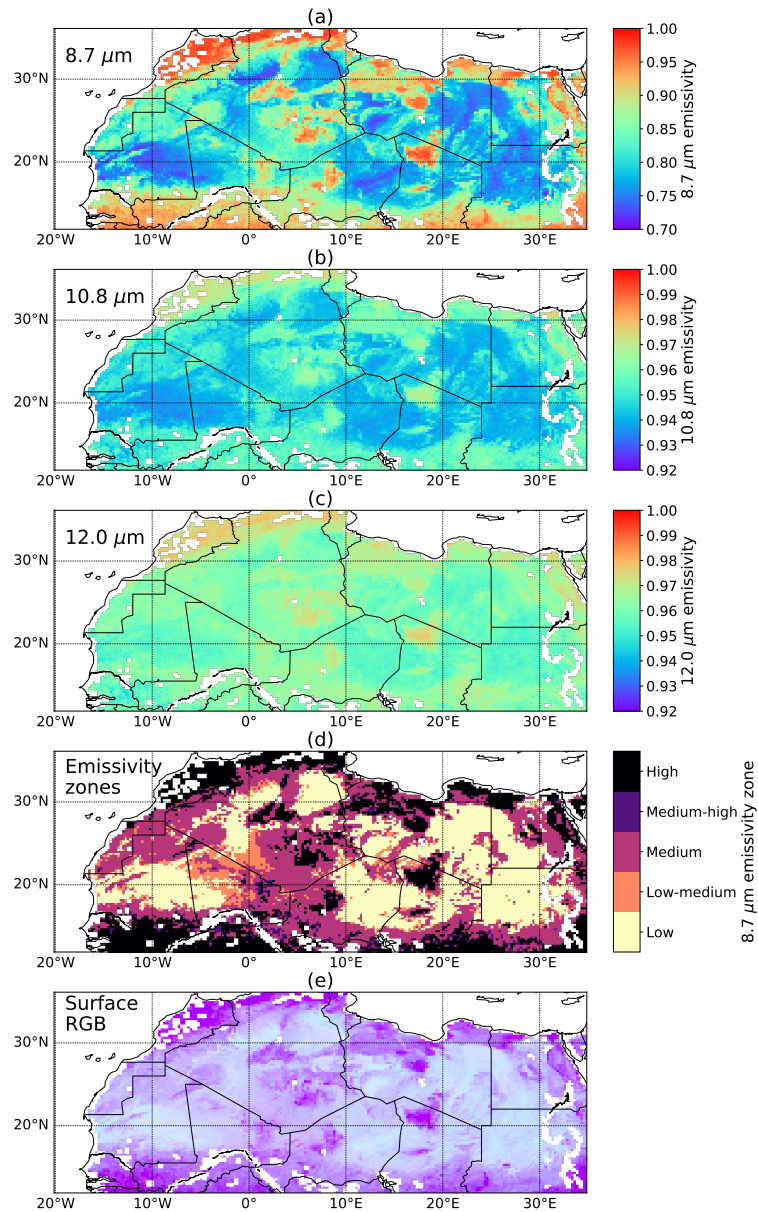 (a)
8.7 μm
30°N
20°N
20°W 10°W 0° 10°E 20°E 30°E
1.00
0.95
0.90
0.85
0.80
0.75
0.70
8.7 μm emissivity
(b)
10.8 μm
30°N
20°N
20°W 10°W 0° 10°E 20°E 30°E
1.00
0.99
0.98
0.97
0.96
0.95
0.94
0.93
0.92
10.8 μm emissivity
(c)
12.0 μm
30°N
20°N
20°W 10°W 0° 10°E 20°E 30°E
1.00
0.99
0.98
0.97
0.96
0.95
0.94
0.93
0.92
12.0 μm emissivity
(d)
Emissivity
zones
30°N
20°N
20°W 10°W 0° 10°E 20°E 30°E
High
Medium-high
Medium
Low-medium
Low
8.7 μm emissivity zone
(e)
Surface
RGB
30°N
20°N
20°W 10°W 0° 10°E 20°E 30°E